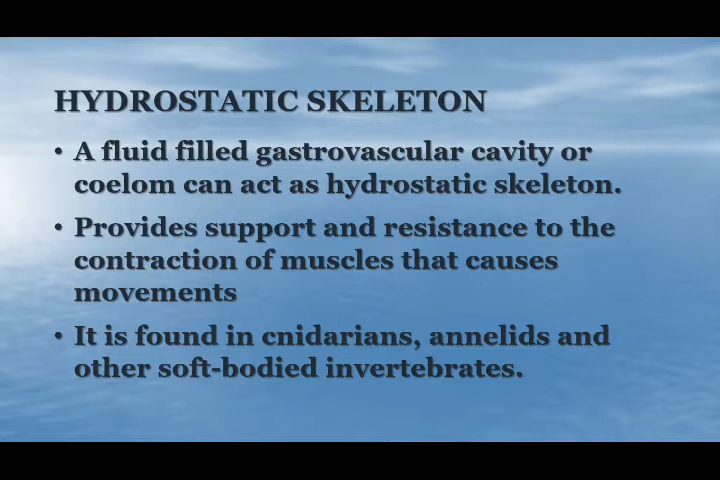 HYDROSTATIC SKELETON
• A fluid filled gastrovascular cavity or
coelom can act as hydrostatic skeleton.
• Provides support and resistance to the
contraction of muscles that causes
movements
• It is found in cnidarians, annelids and
other soft-bodied invertebrates.